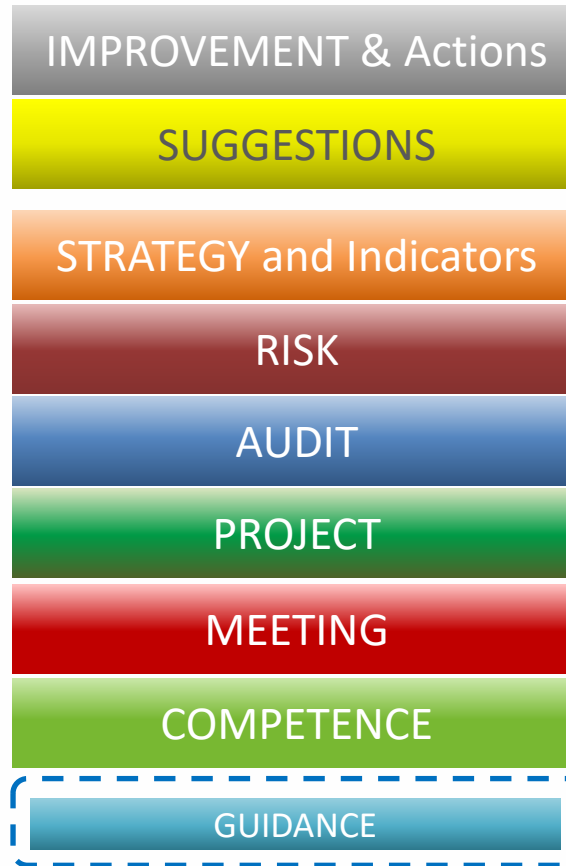 IMPROVEMENT & Actions
SUGGESTIONS
STRATEGY and Indicators
RISK
AUDIT
PROJECT
MEETING
COMPETENCE
GUIDANCE